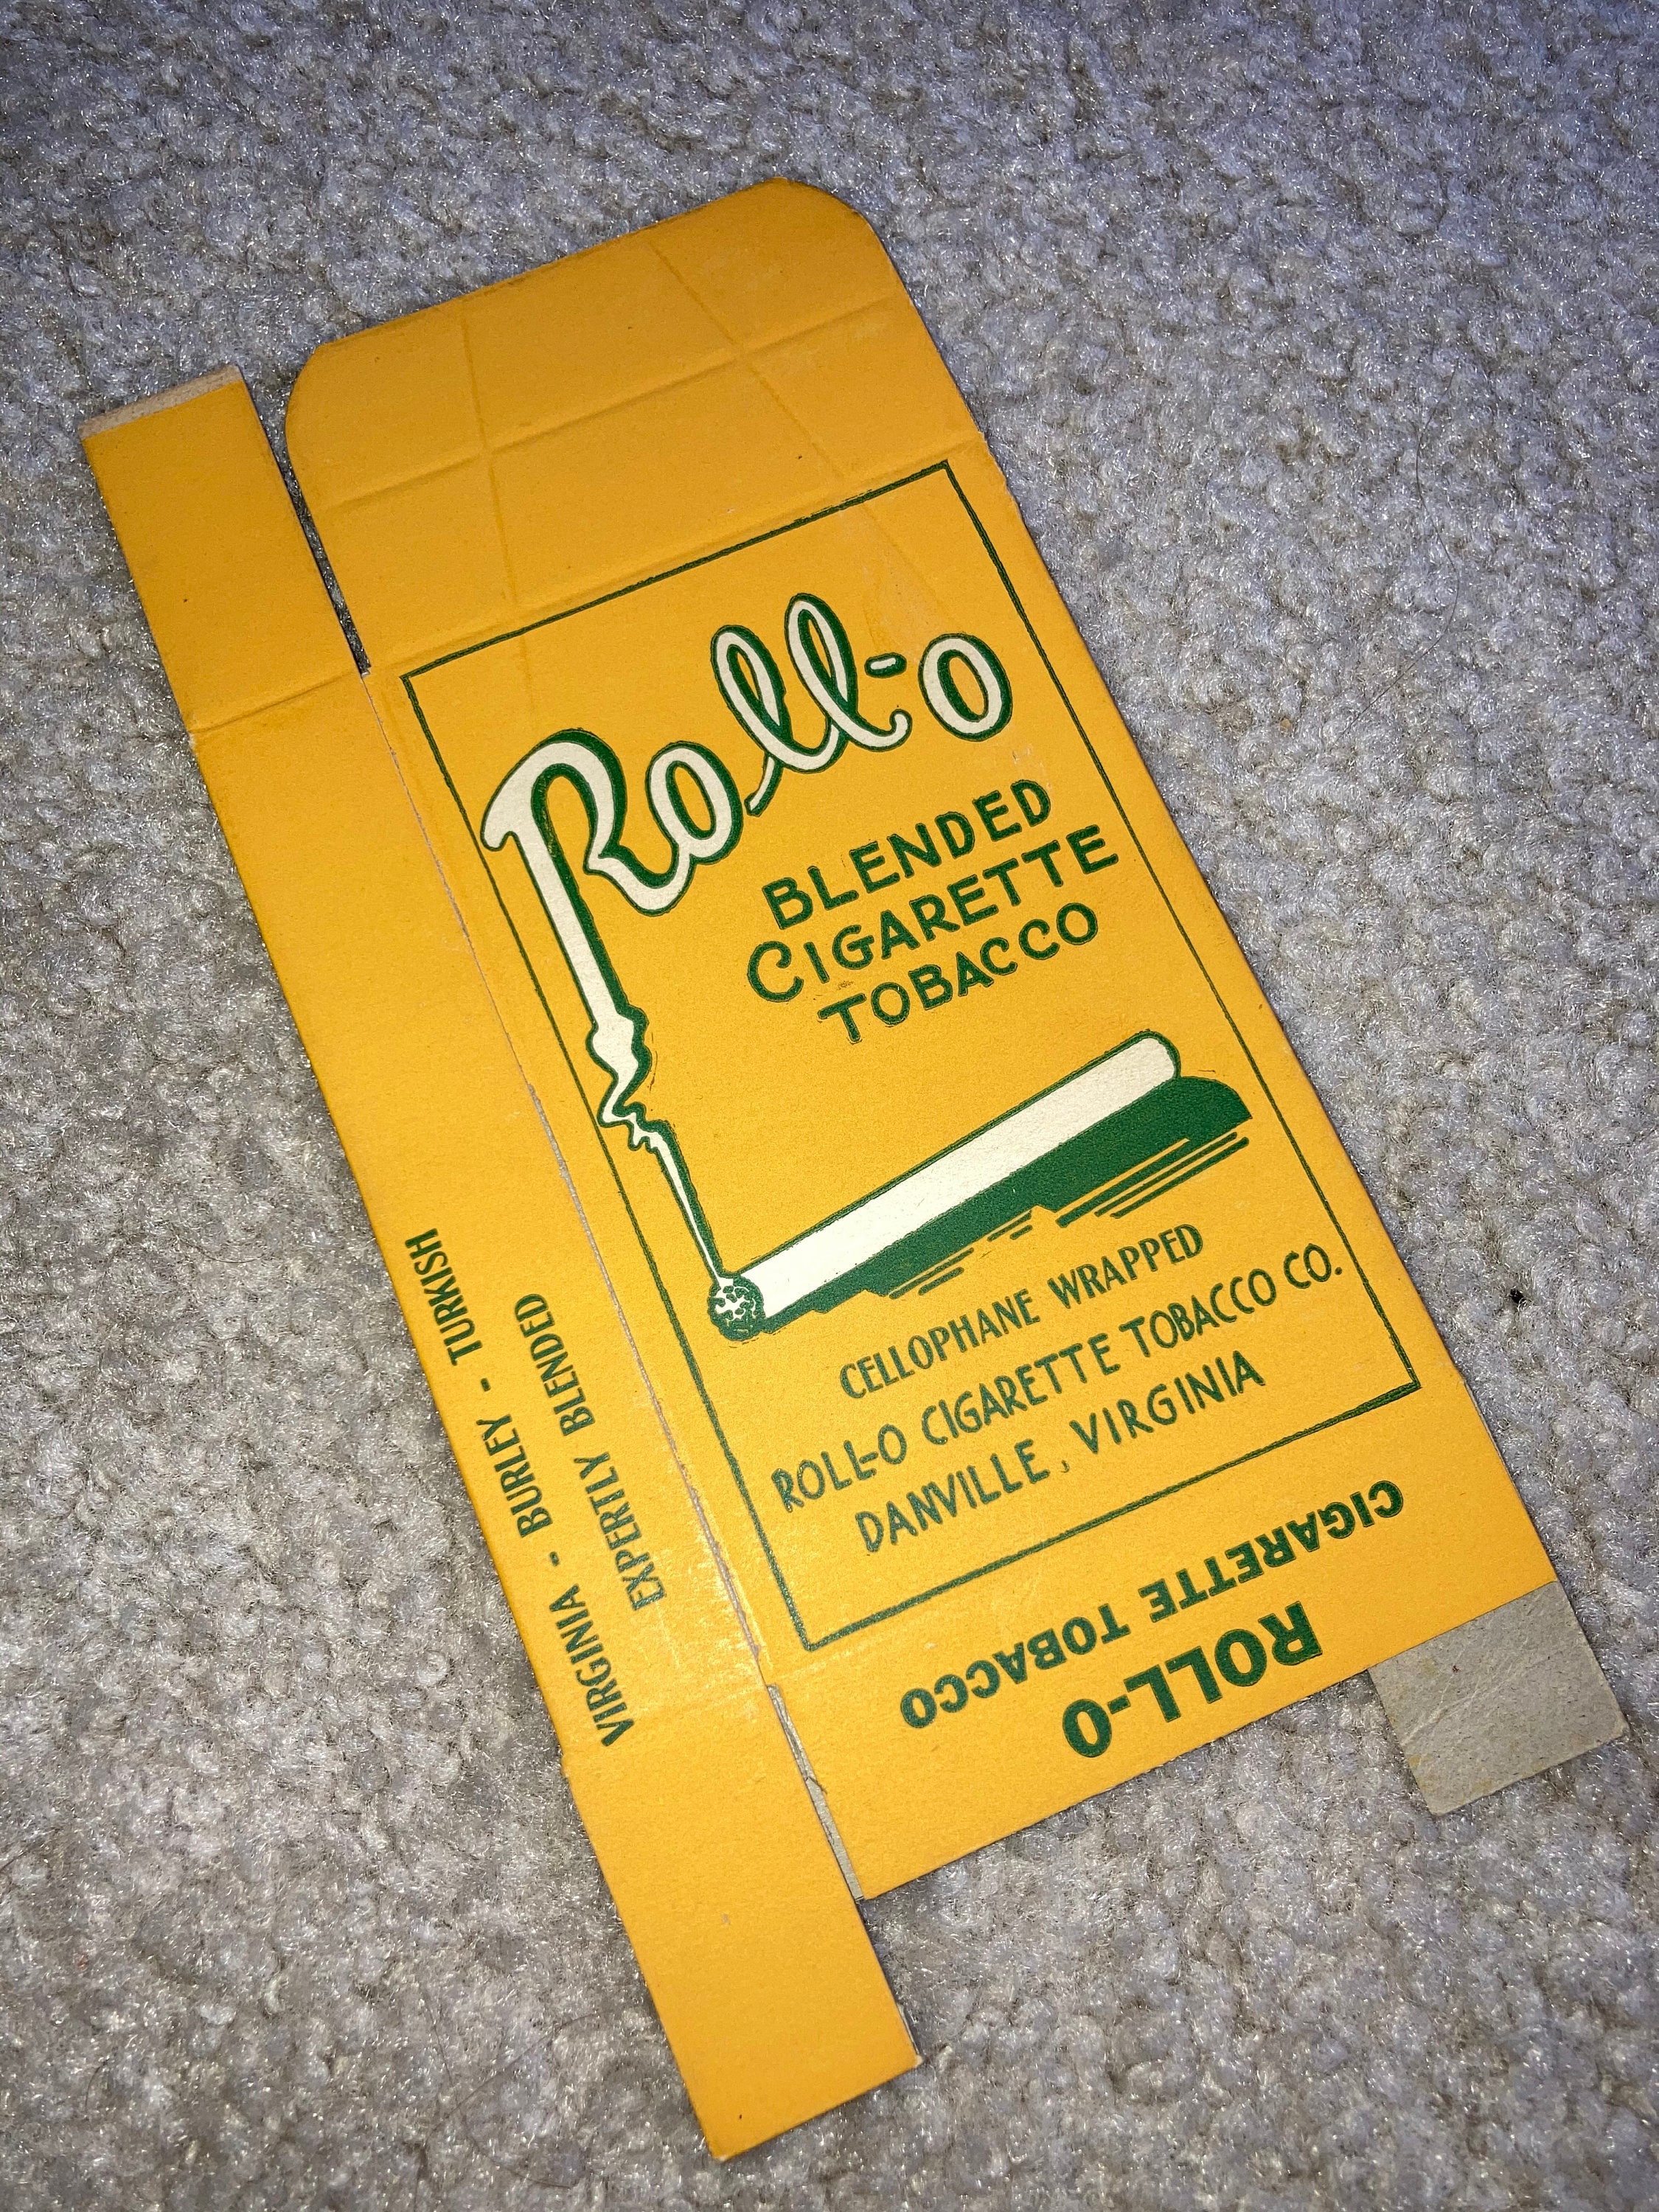 Roll-o
BLENDED
CIGARETTE
TOBACCO
CELLOPHANE WRAPPED
ROLL-O CIGARETTE TOBACCO CO.
DANVILLE, VIRGINIA
ROLL-O
CIGARETTE TOBACCO
VIRGINIA - BURLEY - TURKISH
EXPERTLY BLENDED